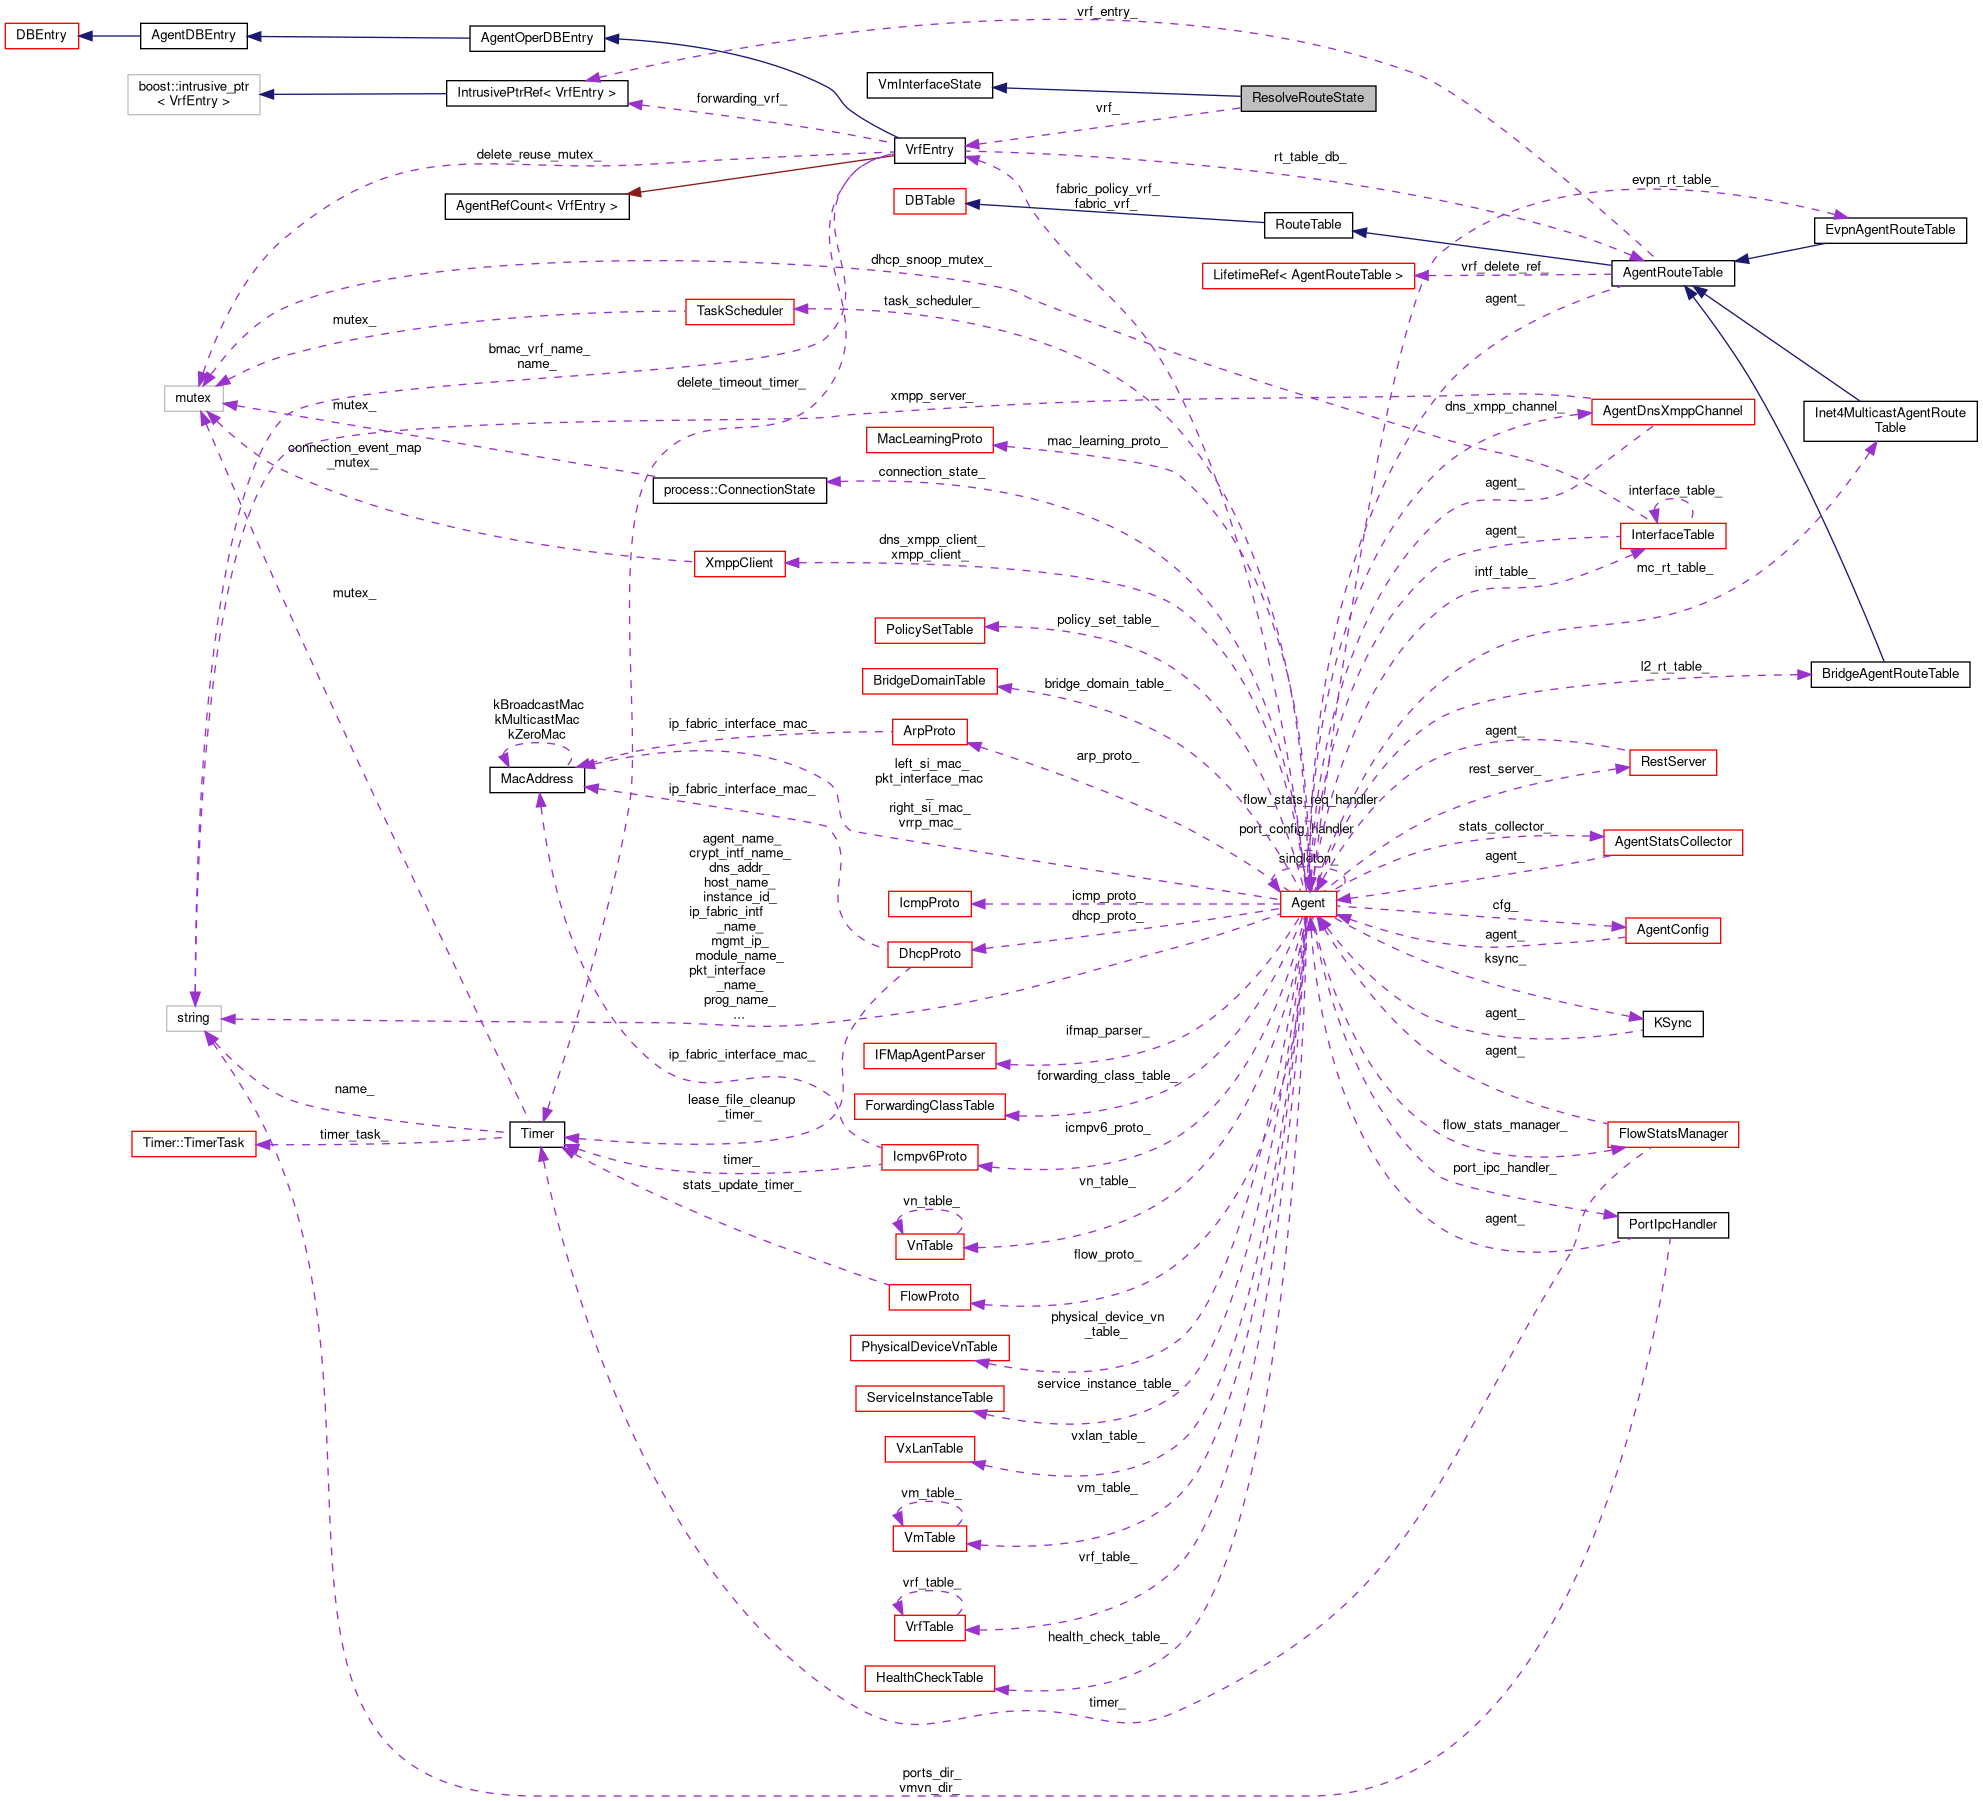 vrf_entry_
DBEntry
AgentDBEntry
AgentOperDBEntry
boost::intrusive_ptr
< VrfEntry >
IntrusivePtrRef< VrfEntry >
forwarding_vrf_
VmInterfaceState
ResolveRouteState
vrf_
delete_reuse_mutex_
VrfEntry
rt_table_db_
AgentRefCount< VrfEntry >
DBTable
fabric_policy_vrf_
fabric_vrf_
evpn_rt_table_
RouteTable
EvpnAgentRouteTable
dhcp_snoop_mutex_
LifetimeRef< AgentRouteTable >
vrf_delete_ref_
AgentRouteTable
task_scheduler_
agent_
TaskScheduler
mutex_
bmac_vrf_name_
name_
delete_timeout_timer_
mutex
mutex_
xmpp_server_
dns_xmpp_channel_
AgentDnsXmppChannel
Inet4MulticastAgentRoute
Table
MacLearningProto
mac_learning_proto_
connection_event_map
_mutex_
connection_state_
process::ConnectionState
agent_
interface_table_
dns_xmpp_client_
xmpp_client_
agent_
InterfaceTable
XmppClient
intf_table_
mc_rt_table_
mutex_
PolicySetTable
policy_set_table_
BridgeDomainTable
bridge_domain_table_
l2_rt_table_
BridgeAgentRouteTable
kBroadcastMac
kMulticastMac
kZeroMac
ip_fabric_interface_mac_
ArpProto
arp_proto_
agent_
MacAddress
ip_fabric_interface_mac_
left_si_mac_
pkt_interface_mac
_
right_si_mac_
vrrp_mac_
rest_server_
RestServer
flow_stats_req_handler
port_config_handler
singleton_
stats_collector_
AgentStatsCollector
agent_
agent_name_
crypt_intf_name_
dns_addr_
host_name_
instance_id_
ip_fabric_intf
_name_
mgmt_ip_
module_name_
pkt_interface
_name_
prog_name_
...
IcmpProto
icmp_proto_
Agent
cfg_
dhcp_proto_
AgentConfig
agent_
DhcpProto
ksync_
string
agent_
KSync
ifmap_parser_
IFMapAgentParser
ip_fabric_interface_mac_
agent_
forwarding_class_table_
name_
lease_file_cleanup
_timer_
ForwardingClassTable
Timer::TimerTask
timer_task_
Timer
icmpv6_proto_
flow_stats_manager_
FlowStatsManager
timer_
Icmpv6Proto
port_ipc_handler_
stats_update_timer_
vn_table_
vn_table_
agent_
PortIpcHandler
VnTable
flow_proto_
FlowProto
physical_device_vn
_table_
PhysicalDeviceVnTable
service_instance_table_
ServiceInstanceTable
vxlan_table_
VxLanTable
vm_table_
vm_table_
VmTable
vrf_table_
vrf_table_
VrfTable
health_check_table_
HealthCheckTable
timer_
ports_dir_
vmvn_dir_